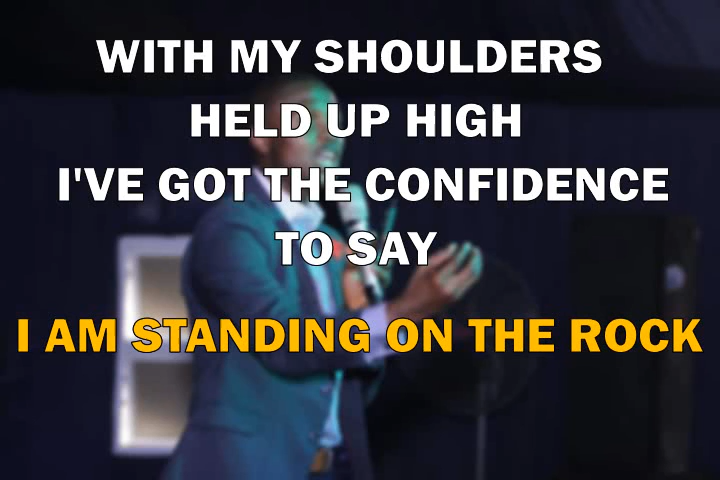 WITH MY SHOULDERS
HELD UP HIGH
I'VE GOT THE CONFIDENCE
TO SAY
I AM STANDING ON THE ROCK